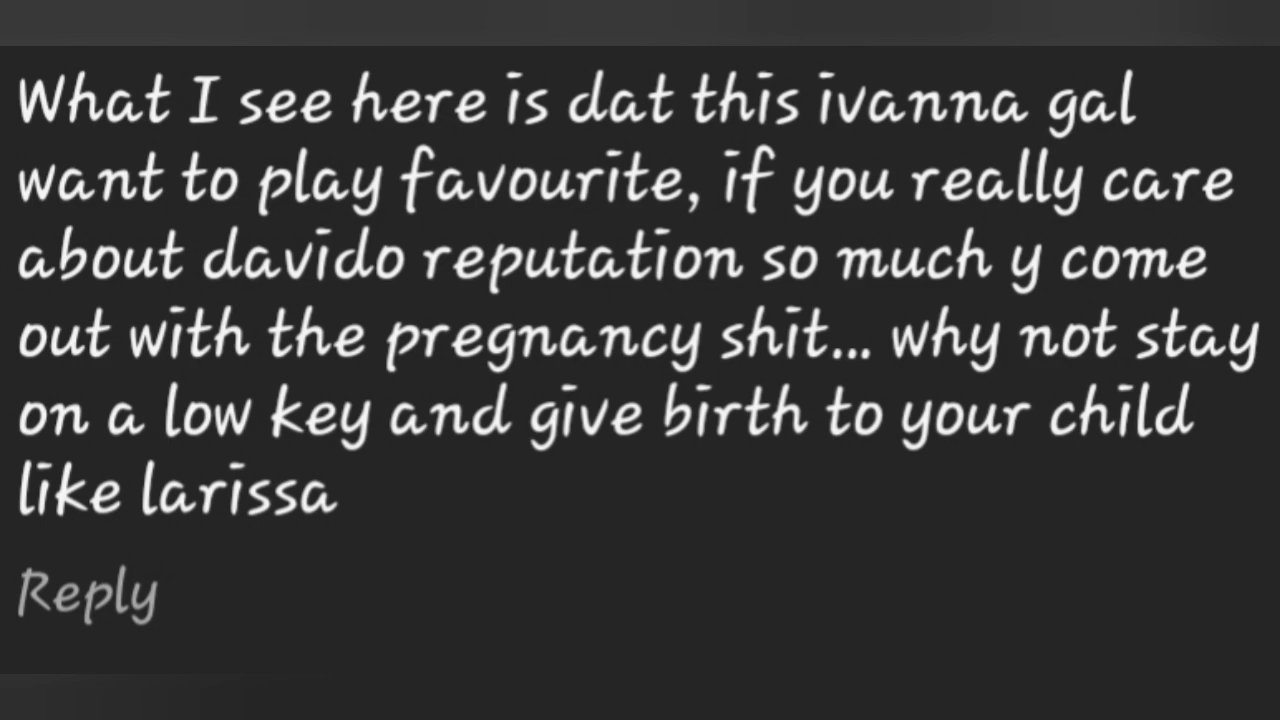 What I see here is dat this ivanna gal
want to play favourite, if you really care
about davido reputation so much y come
out with the pregnancy shit... why not stay
on a low key and give birth to your child
like larissa
Reply